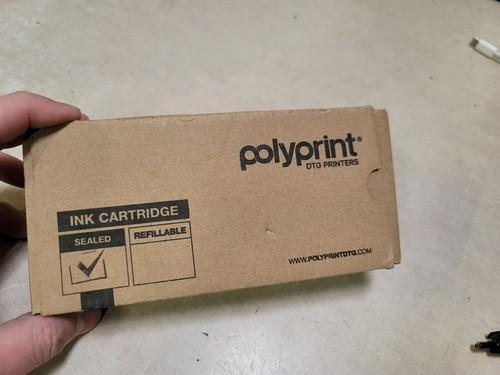 polyprint®
DTG PRINTERS
INK CARTRIDGE
SEALED
REFILLABLE
WWW.POLYPRINTDTG.COM